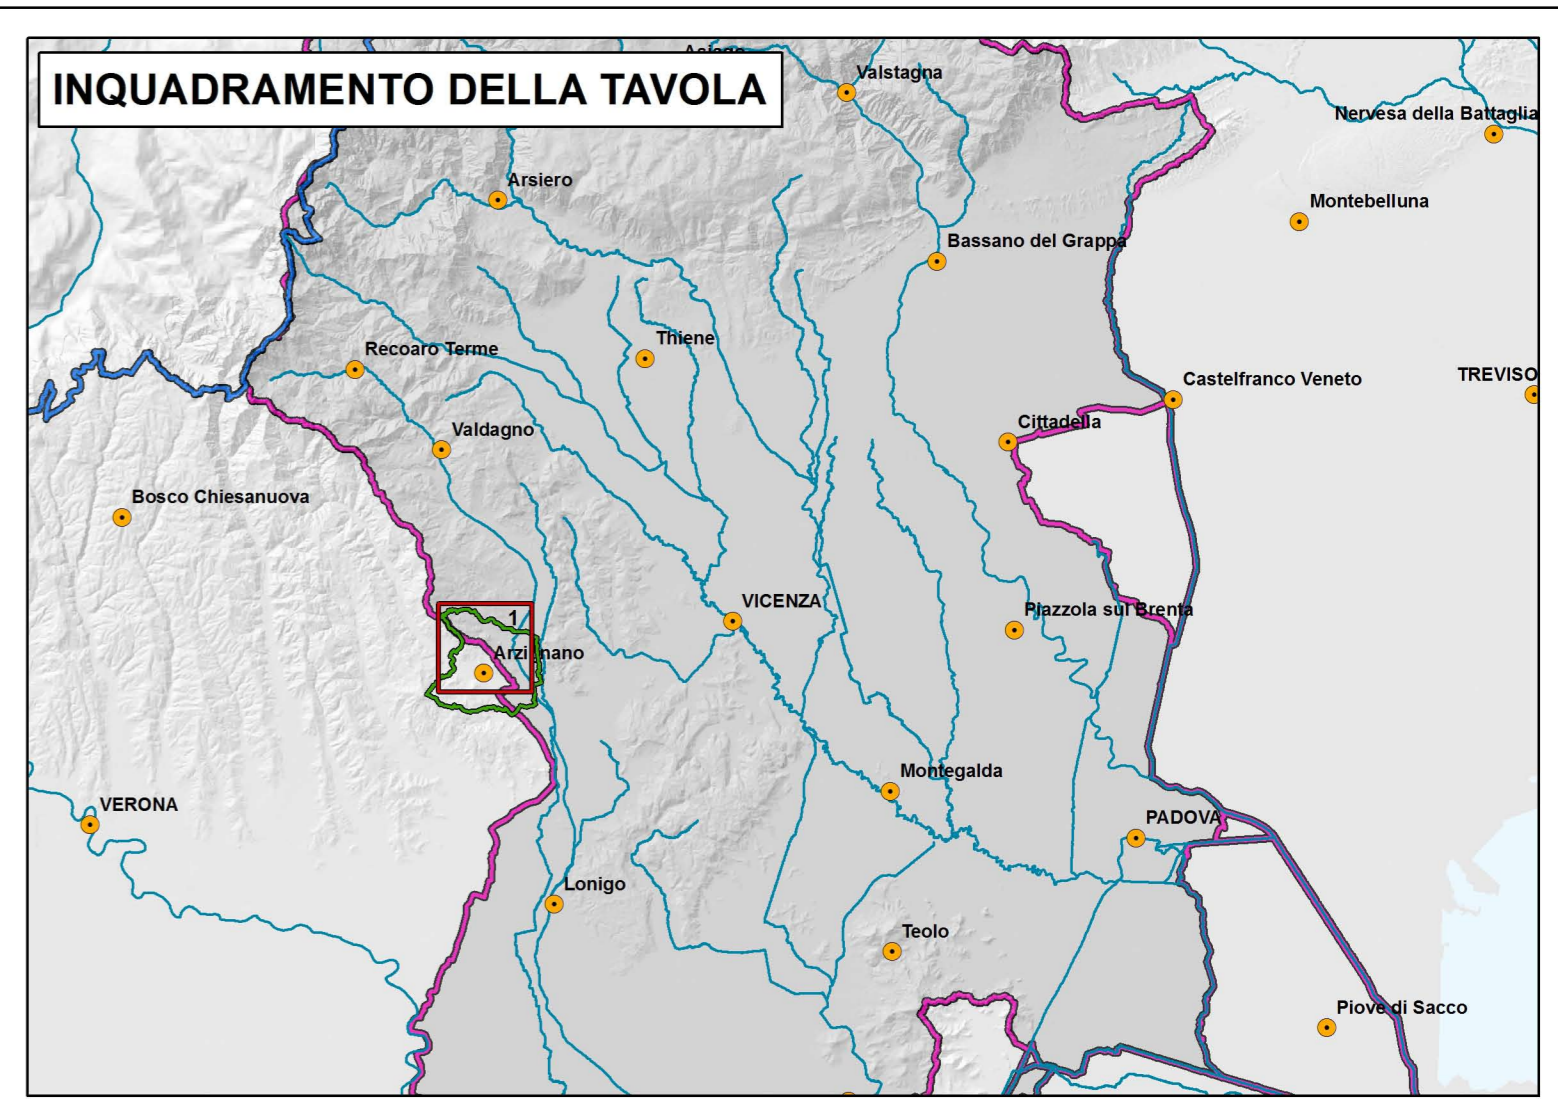 INQUADRAMENTO DELLA TAVOLA
Valstagna
Nervesa della Battaglia
Arsiero
Montebelluna
Bassano del Grappa
Thiene
Recoaro Terme
Castelfranco Veneto
TREVISO
Cittadella
Valdagno
Bosco Chiesanuova
VICENZA
Piazzola sul Brenta
1
Arzignano
Montegalda
VERONA
PADOVA
Lonigo
Teolo
Piove di Sacco